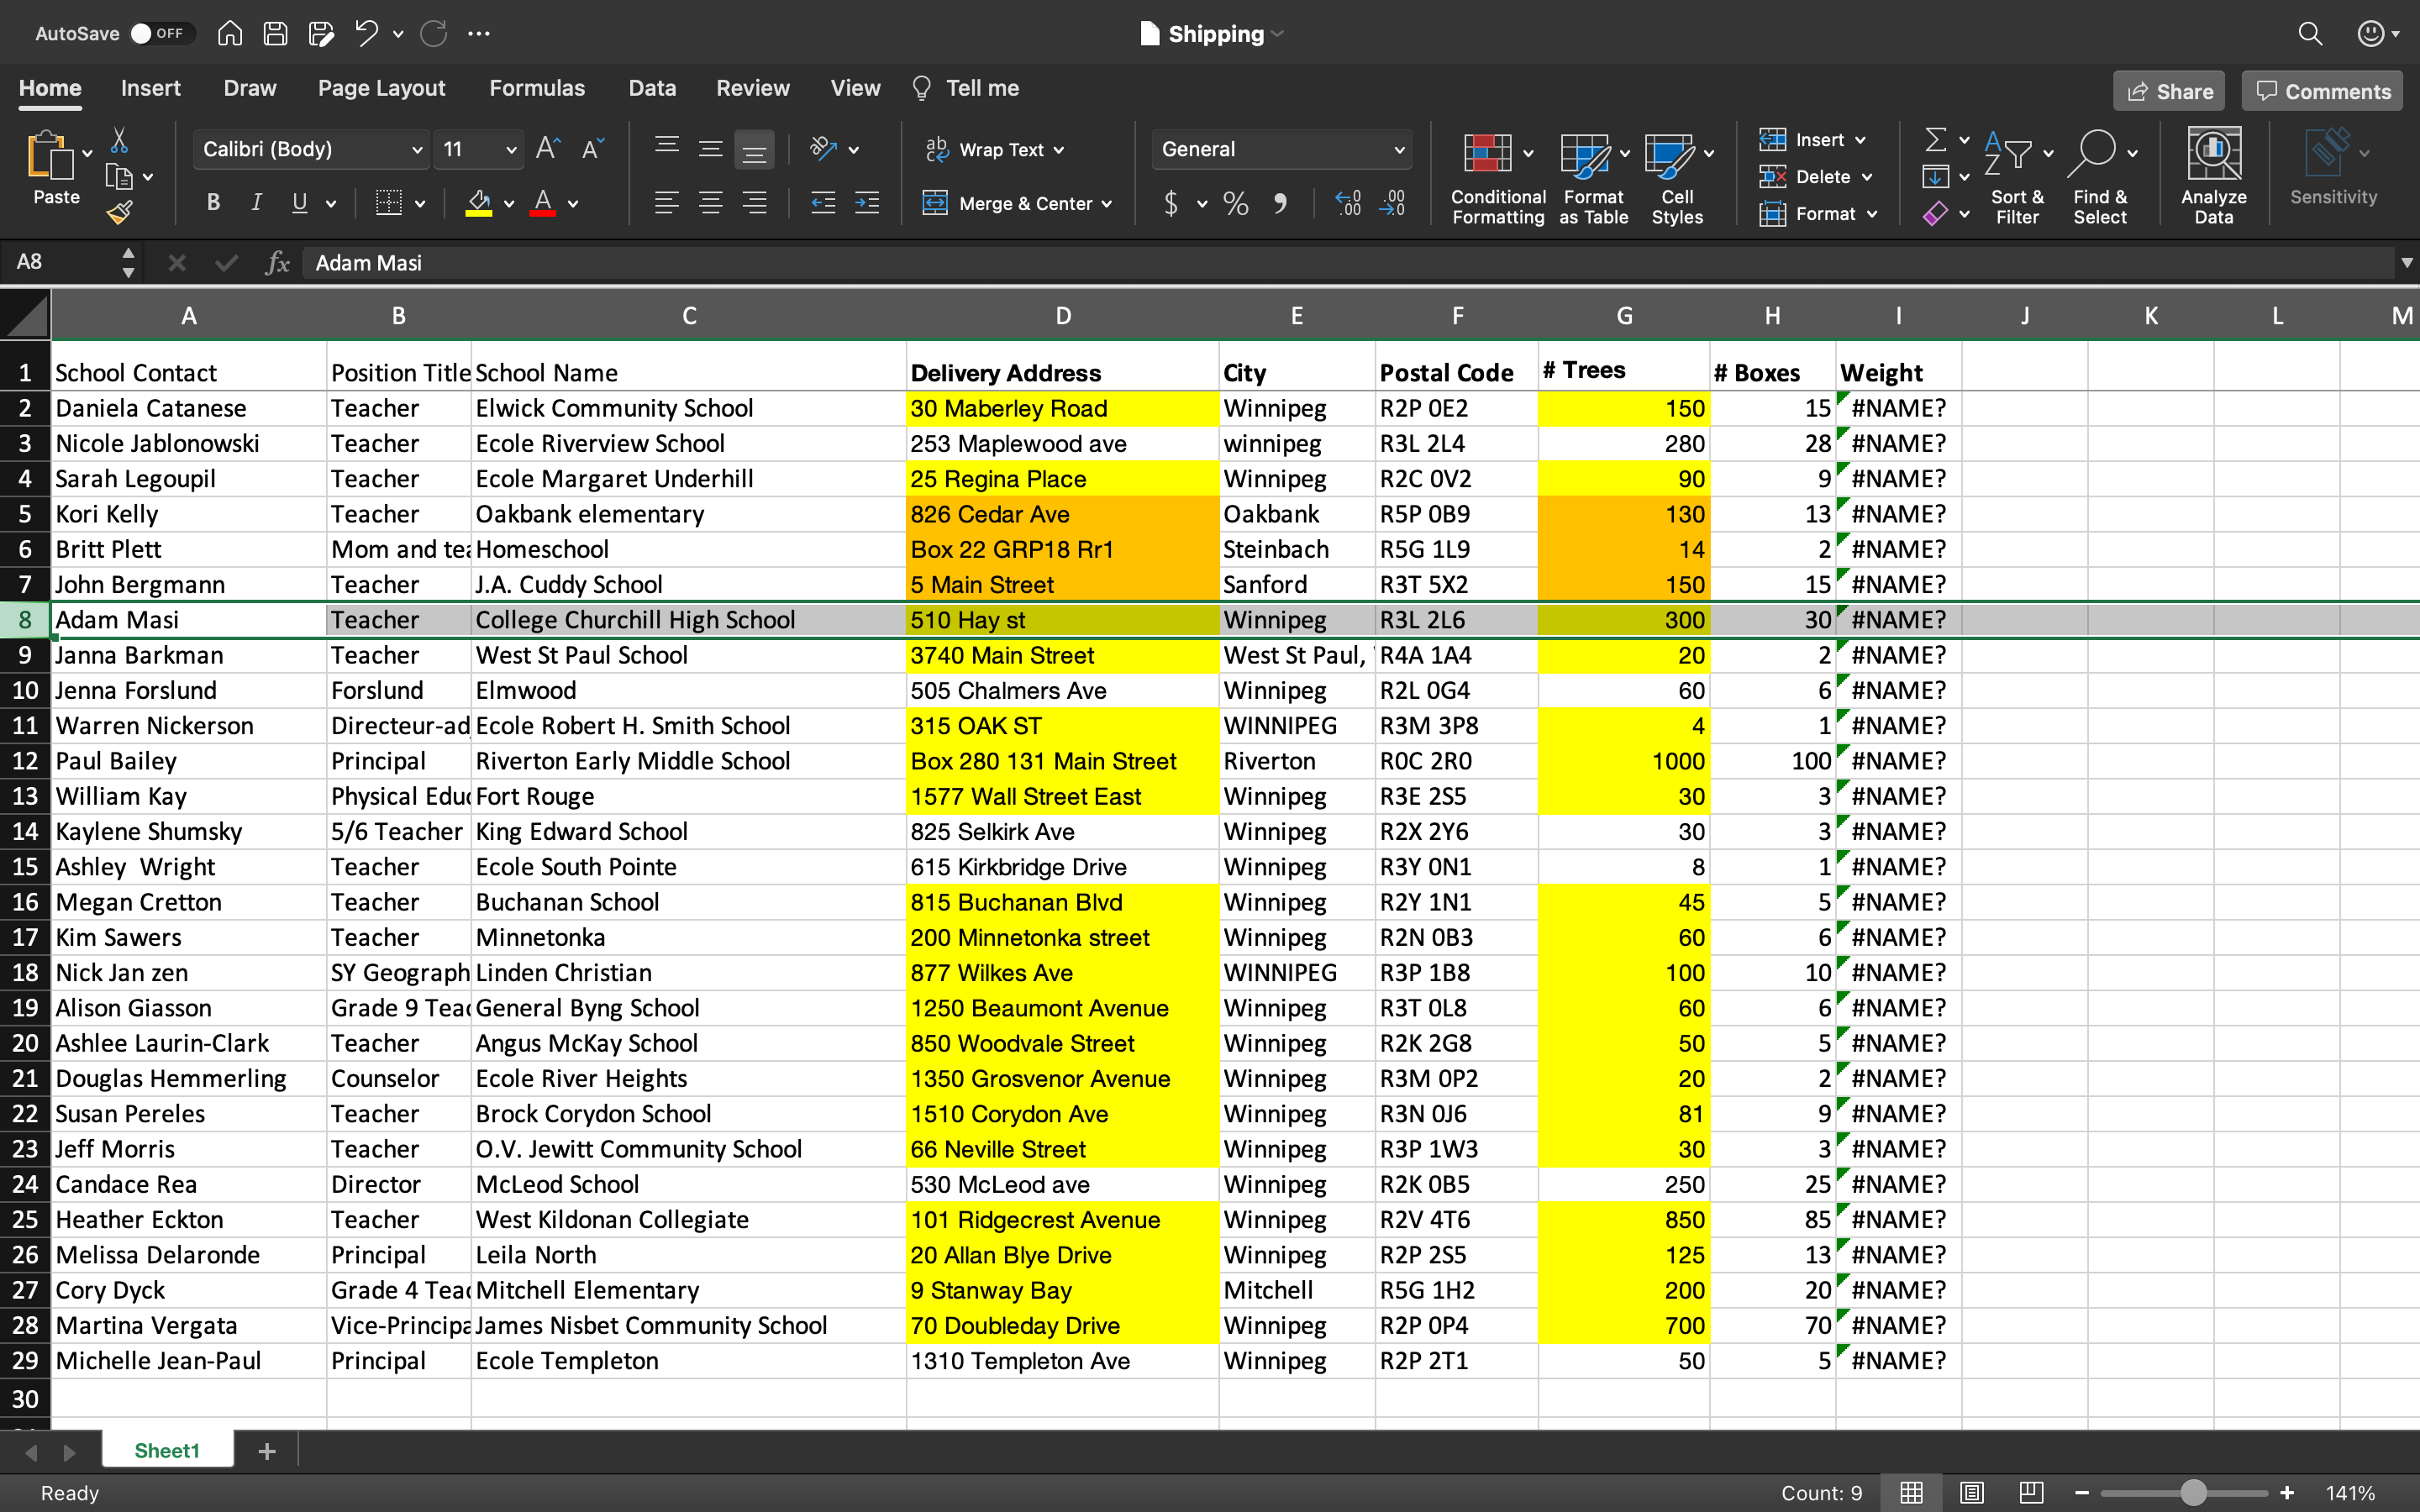 AutoSave OFF Shipping
Home Insert Draw Page Layout Formulas Data Review View Tell me Share Comments
Paste Calibri (Body) 11 A^ A˅ B I U A ab c Wrap Text Merge & Center General $ % 9 .00 .00 Conditional Formatting Format as Table Cell Styles Insert Delete Format Sort & Filter Find & Select Analyze Data Sensitivity
A8 fx Adam Masi
A B C D E F G H I J K L M
1 School Contact Position Title School Name Delivery Address City Postal Code # Trees # Boxes Weight
2 Daniela Catanese Teacher Elwick Community School 30 Maberley Road Winnipeg R2P 0E2 150 15 #NAME?
3 Nicole Jablonowski Teacher Ecole Riverview School 253 Maplewood ave winnipeg R3L 2L4 280 28 #NAME?
4 Sarah Legoupil Teacher Ecole Margaret Underhill 25 Regina Place Winnipeg R2C 0V2 90 9 #NAME?
5 Kori Kelly Teacher Oakbank elementary 826 Cedar Ave Oakbank R5P 0B9 130 13 #NAME?
6 Britt Plett Mom and tea Homeschool Box 22 GRP18 Rr1 Steinbach R5G 1L9 14 2 #NAME?
7 John Bergmann Teacher J.A. Cuddy School 5 Main Street Sanford R3T 5X2 150 15 #NAME?
8 Adam Masi Teacher College Churchill High School 510 Hay st Winnipeg R3L 2L6 300 30 #NAME?
9 Janna Barkman Teacher West St Paul School 3740 Main Street West St Paul, R4A 1A4 20 2 #NAME?
10 Jenna Forslund Forslund Elmwood 505 Chalmers Ave Winnipeg R2L 0G4 60 6 #NAME?
11 Warren Nickerson Directeur-adj Ecole Robert H. Smith School 315 OAK ST WINNIPEG R3M 3P8 4 1 #NAME?
12 Paul Bailey Principal Riverton Early Middle School Box 280 131 Main Street Riverton R0C 2R0 1000 100 #NAME?
13 William Kay Physical Educ Fort Rouge 1577 Wall Street East Winnipeg R3E 2S5 30 3 #NAME?
14 Kaylene Shumsky 5/6 Teacher King Edward School 825 Selkirk Ave Winnipeg R2X 2Y6 30 3 #NAME?
15 Ashley  Wright Teacher Ecole South Pointe 615 Kirkbridge Drive Winnipeg R3Y 0N1 8 1 #NAME?
16 Megan Cretton Teacher Buchanan School 815 Buchanan Blvd Winnipeg R2Y 1N1 45 5 #NAME?
17 Kim Sawers Teacher Minnetonka 200 Minnetonka street Winnipeg R2N 0B3 60 6 #NAME?
18 Nick Jan zen SY Geograph Linden Christian 877 Wilkes Ave WINNIPEG R3P 1B8 100 10 #NAME?
19 Alison Giasson Grade 9 Teac General Byng School 1250 Beaumont Avenue Winnipeg R3T 0L8 60 6 #NAME?
20 Ashlee Laurin-Clark Teacher Angus McKay School 850 Woodvale Street Winnipeg R2K 2G8 50 5 #NAME?
21 Douglas Hemmerling Counselor Ecole River Heights 1350 Grosvenor Avenue Winnipeg R3M 0P2 20 2 #NAME?
22 Susan Pereles Teacher Brock Corydon School 1510 Corydon Ave Winnipeg R3N 0J6 81 9 #NAME?
23 Jeff Morris Teacher O.V. Jewitt Community School 66 Neville Street Winnipeg R3P 1W3 30 3 #NAME?
24 Candace Rea Director McLeod School 530 McLeod ave Winnipeg R2K 0B5 250 25 #NAME?
25 Heather Eckton Teacher West Kildonan Collegiate 101 Ridgecrest Avenue Winnipeg R2V 4T6 850 85 #NAME?
26 Melissa Delaronde Principal Leila North 20 Allan Blye Drive Winnipeg R2P 2S5 125 13 #NAME?
27 Cory Dyck Grade 4 Teac Mitchell Elementary 9 Stanway Bay Mitchell R5G 1H2 200 20 #NAME?
28 Martina Vergata Vice-Principa James Nisbet Community School 70 Doubleday Drive Winnipeg R2P 0P4 700 70 #NAME?
29 Michelle Jean-Paul Principal Ecole Templeton 1310 Templeton Ave Winnipeg R2P 2T1 50 5 #NAME?
30
Sheet1 +
Ready Count: 9 − + 141%